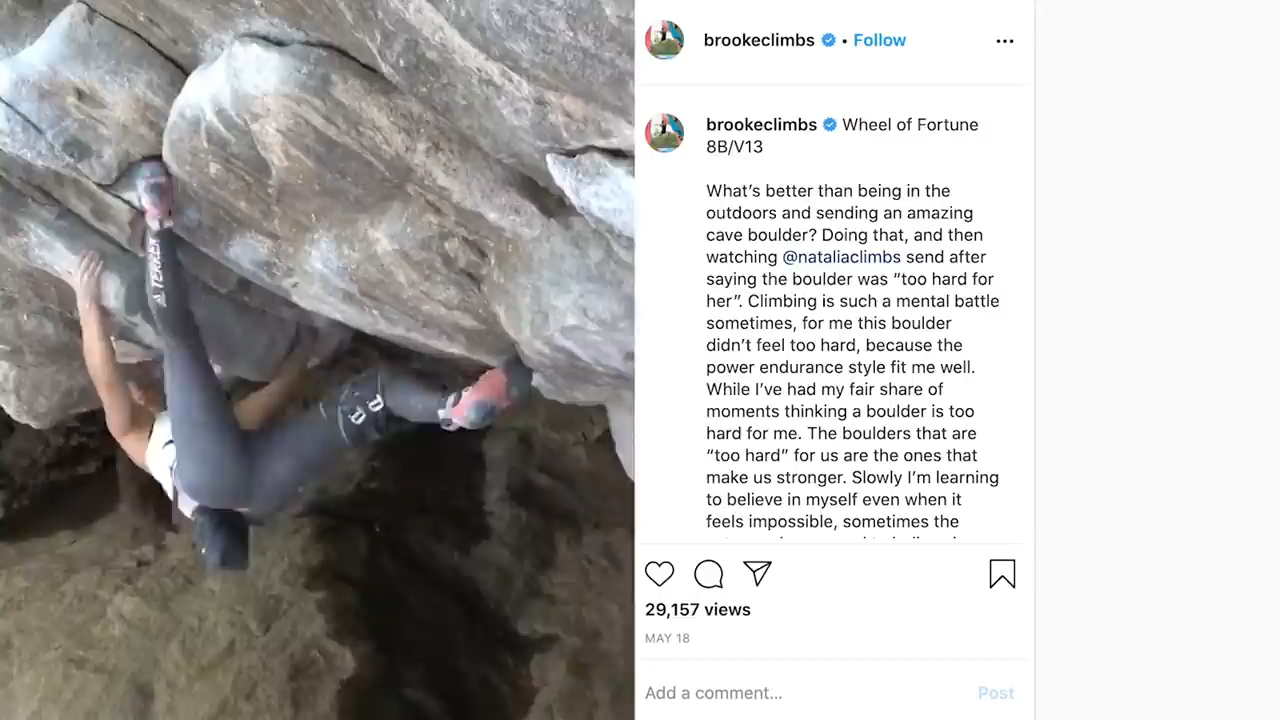 TERREX
brookeclimbs • Follow
brookeclimbs Wheel of Fortune
8B/V13
What’s better than being in the
outdoors and sending an amazing
cave boulder? Doing that, and then
watching @nataliaclimbs send after
saying the boulder was “too hard for
her”. Climbing is such a mental battle
sometimes, for me this boulder
didn’t feel too hard, because the
power endurance style fit me well.
While I’ve had my fair share of
moments thinking a boulder is too
hard for me. The boulders that are
“too hard” for us are the ones that
make us stronger. Slowly I’m learning
to believe in myself even when it
feels impossible, sometimes the
29,157 views
MAY 18
Add a comment...
Post